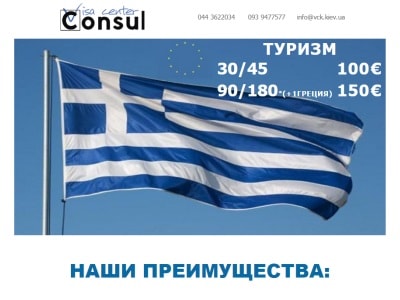 visa center
Consul
044 3622034 093 9477577 info@vck.kiev.ua
ТУРИЗМ
30/45 100€
90/180*(+1ГРЕЦИЯ) 150€
НАШИ ПРЕИМУЩЕСТВА: